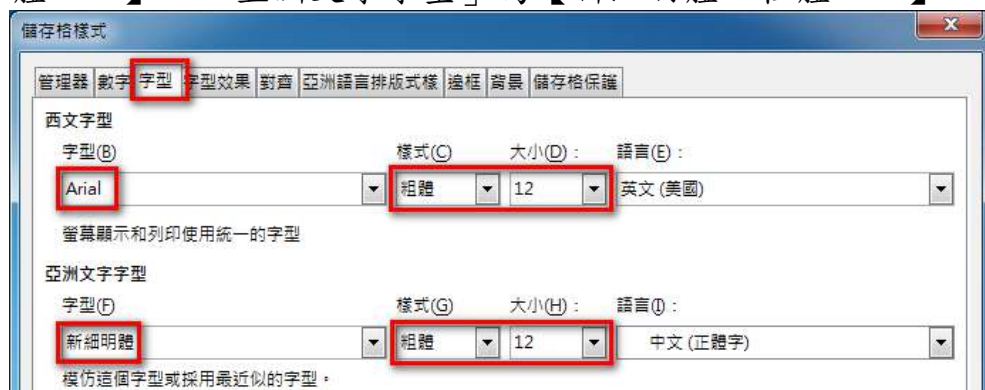 儲存格樣式
管理器 數字 字型 字型效果 對齊 亞洲語言排版式樣 邊框 背景 儲存格保護
西文字型
字型(B) 樣式(C) 大小(D)： 語言(E)：
Arial 粗體 12 英文 (美國)
螢幕顯示和列印使用統一的字型
亞洲文字字型
字型(F) 樣式(G) 大小(H)： 語言(I)：
新細明體 粗體 12 中文 (正體字)
模仿這個字型或採用最近似的字型。